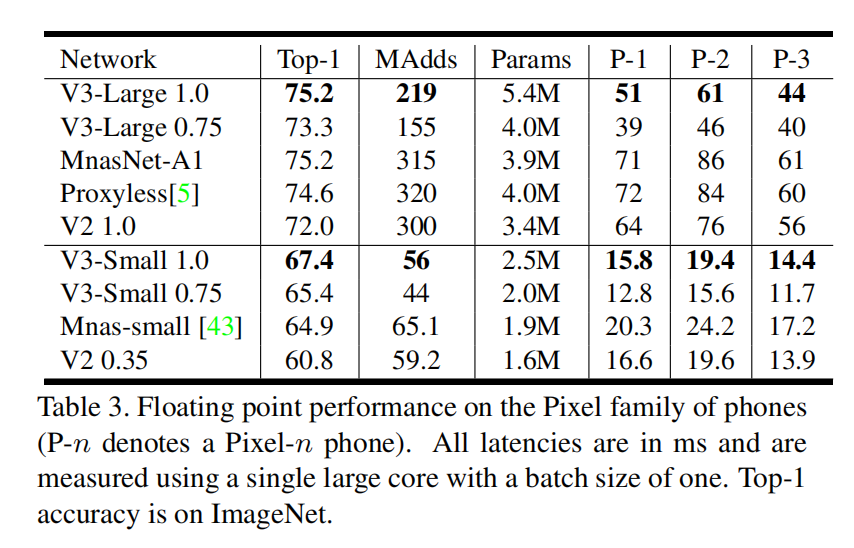 Network Top-1 MAdds Params P-1 P-2 P-3
V3-Large 1.0 75.2 219 5.4M 51 61 44
V3-Large 0.75 73.3 155 4.0M 39 46 40
MnasNet-A1 75.2 315 3.9M 71 86 61
Proxyless[5] 74.6 320 4.0M 72 84 60
V2 1.0 72.0 300 3.4M 64 76 56
V3-Small 1.0 67.4 56 2.5M 15.8 19.4 14.4
V3-Small 0.75 65.4 44 2.0M 12.8 15.6 11.7
Mnas-small [43] 64.9 65.1 1.9M 20.3 24.2 17.2
V2 0.35 60.8 59.2 1.6M 16.6 19.6 13.9
Table 3. Floating point performance on the Pixel family of phones
(P-n denotes a Pixel-n phone). All latencies are in ms and are
measured using a single large core with a batch size of one. Top-1
accuracy is on ImageNet.